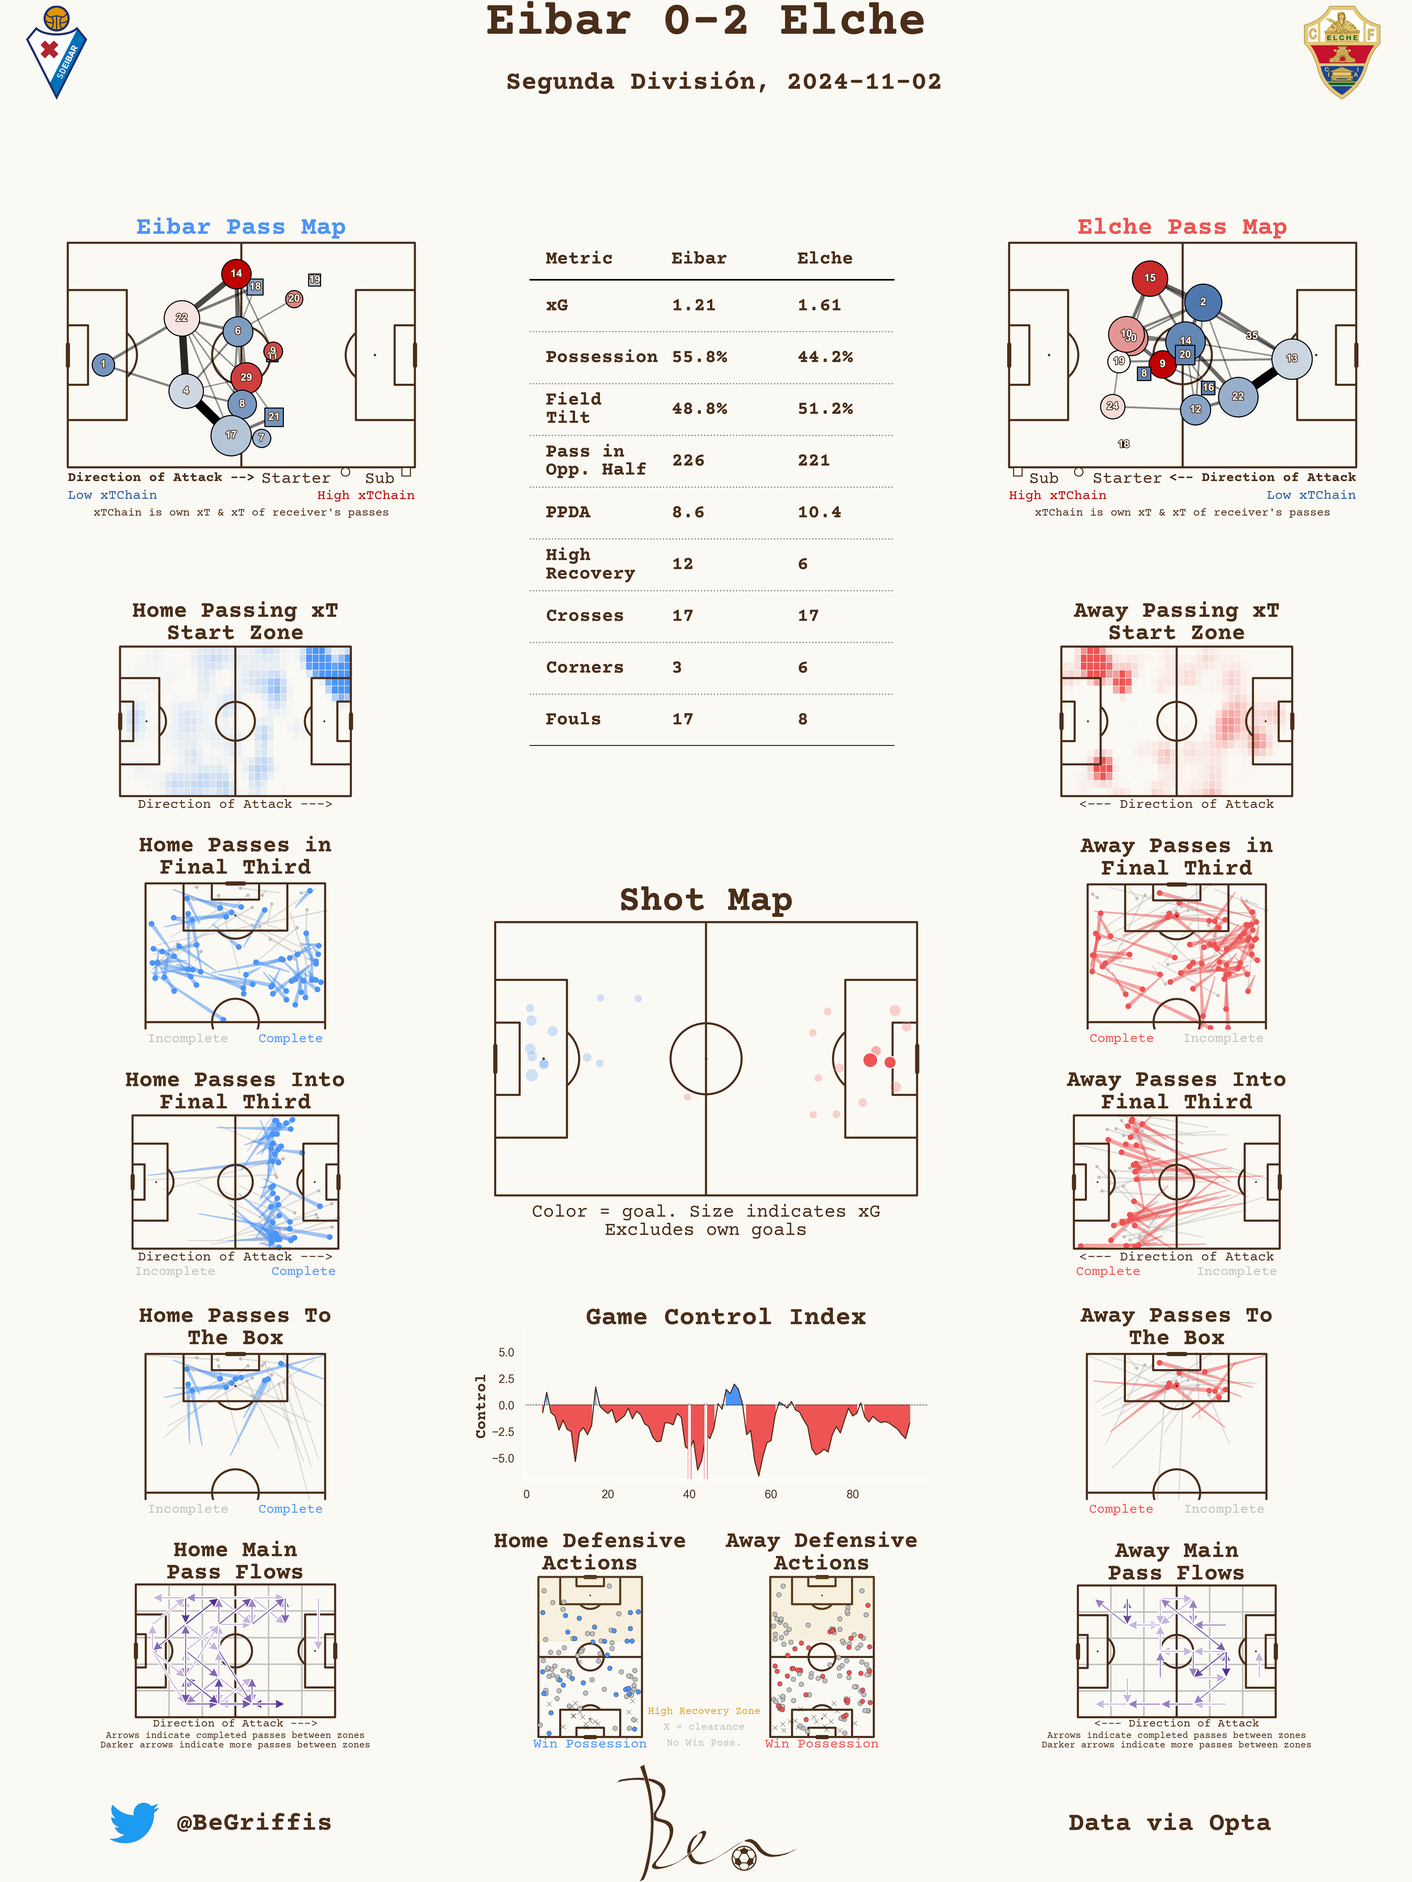 Eibar 0-2 Elche
Segunda División, 2024-11-02
SDEIBAR
C F
ELCHE
Eibar Pass Map
14
18
19
20
22
6
9
11
1
29
4
8
21
17
7
Direction of Attack --> Starter Sub
Low xTChain High xTChain
xTChain is own xT & xT of receiver's passes
Metric Eibar Elche
xG 1.21 1.61
Possession 55.8% 44.2%
Field
Tilt 48.8% 51.2%
Pass in
Opp. Half 226 221
PPDA 8.6 10.4
High
Recovery 12 6
Crosses 17 17
Corners 3 6
Fouls 17 8
Elche Pass Map
15
2
10
30
14
35
20
13
19
9
8
16
22
24
12
18
Sub Starter <-- Direction of Attack
High xTChain Low xTChain
xTChain is own xT & xT of receiver's passes
Home Passing xT
Start Zone
Direction of Attack --->
Away Passing xT
Start Zone
<--- Direction of Attack
Home Passes in
Final Third
Incomplete Complete
Away Passes in
Final Third
Complete Incomplete
Shot Map
Color = goal. Size indicates xG
Excludes own goals
Home Passes Into
Final Third
Direction of Attack --->
Incomplete Complete
Away Passes Into
Final Third
<--- Direction of Attack
Complete Incomplete
Home Passes To
The Box
Incomplete Complete
Game Control Index
Control
5.0
2.5
0.0
−2.5
−5.0
0 20 40 60 80
Away Passes To
The Box
Complete Incomplete
Home Main
Pass Flows
Direction of Attack --->
Arrows indicate completed passes between zones
Darker arrows indicate more passes between zones
Home Defensive
Actions
Win Possession
Away Defensive
Actions
Win Possession
High Recovery Zone
X = clearance
No Win Poss.
Away Main
Pass Flows
<--- Direction of Attack
Arrows indicate completed passes between zones
Darker arrows indicate more passes between zones
@BeGriffis
Ben
Data via Opta